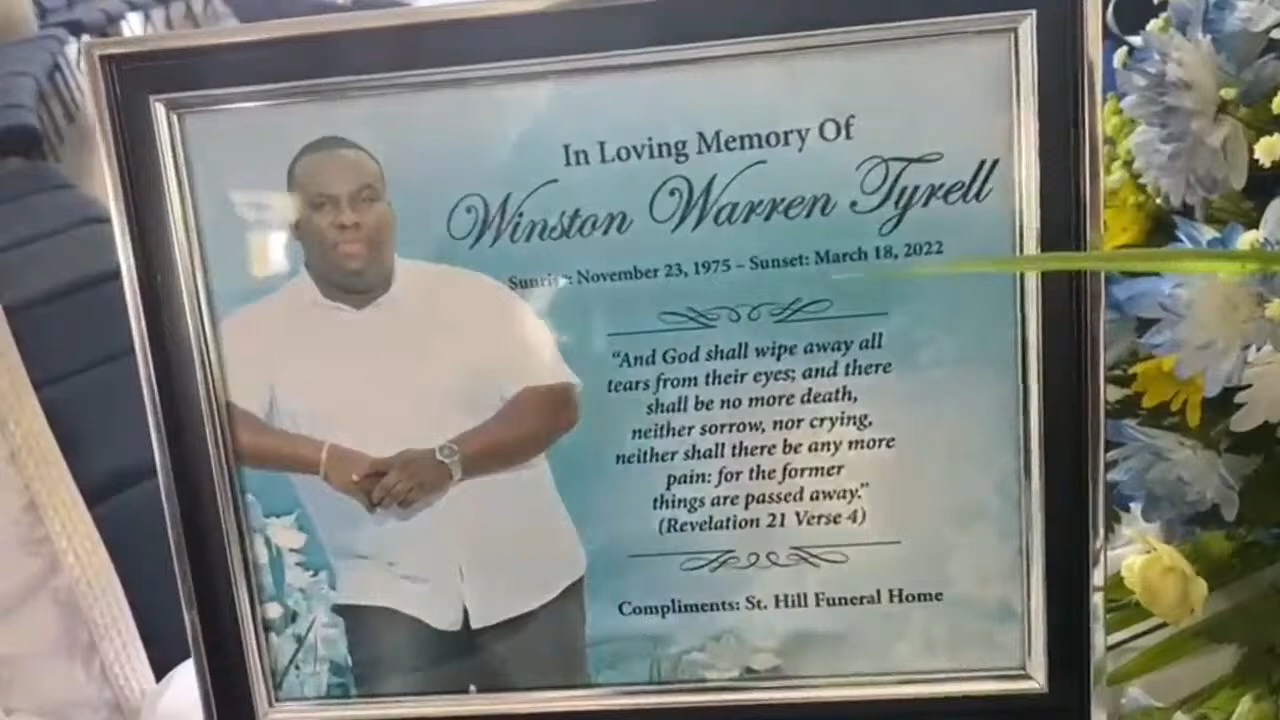 In Loving Memory Of
Winston Warren Tyrell
Sunrise: November 23, 1975 – Sunset: March 18, 2022
“And God shall wipe away all
tears from their eyes; and there
shall be no more death,
neither sorrow, nor crying,
neither shall there be any more
pain: for the former
things are passed away.”
(Revelation 21 Verse 4)
Compliments: St. Hill Funeral Home